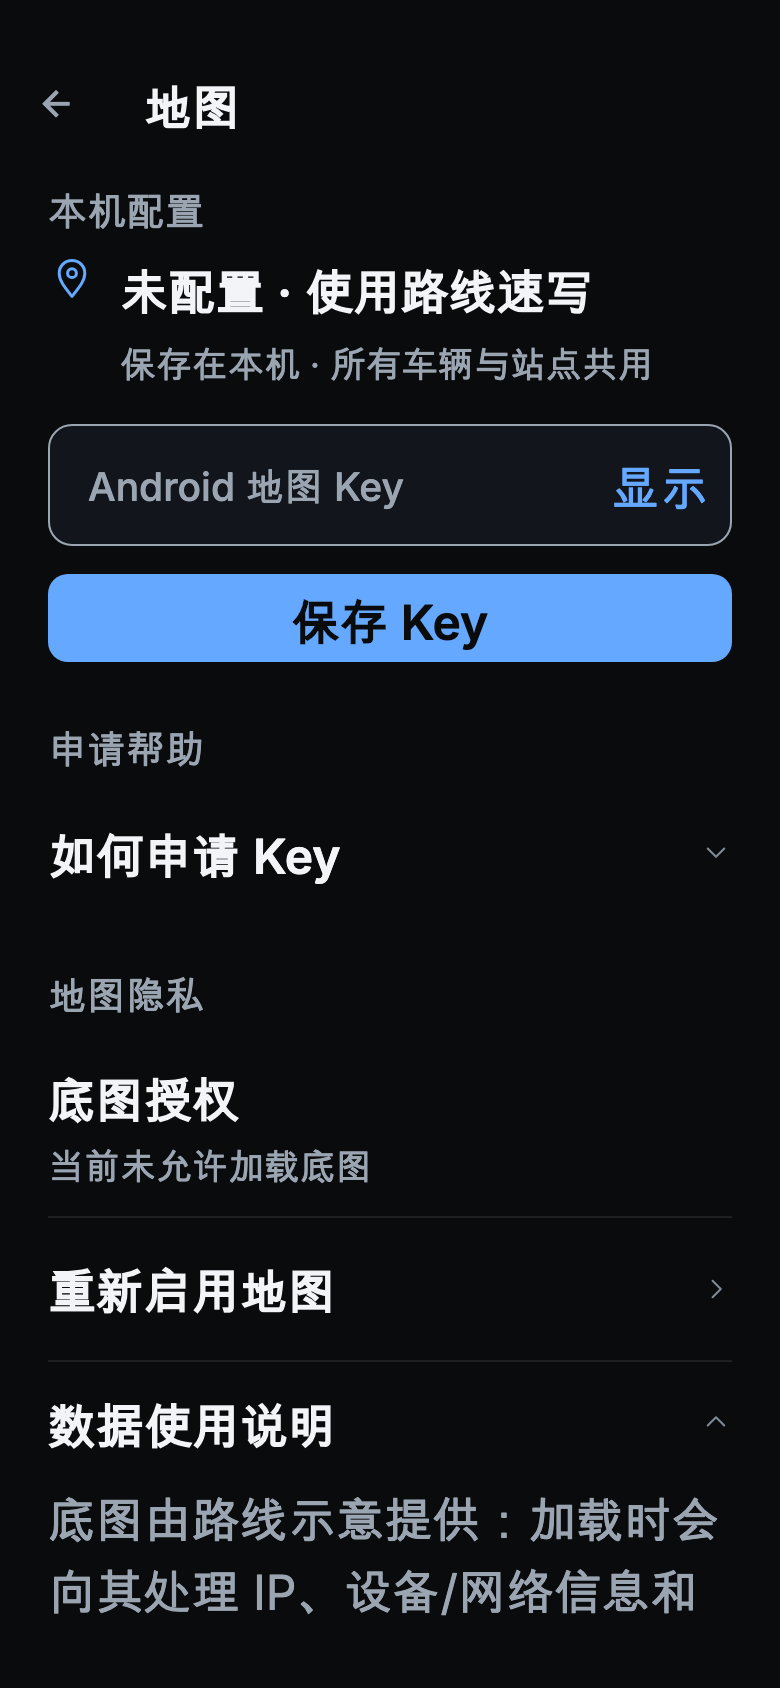 地图
本机配置
未配置 · 使用路线速写
保存在本机 · 所有车辆与站点共用
Android 地图 Key
显示
保存 Key
申请帮助
如何申请 Key
地图隐私
底图授权
当前未允许加载底图
重新启用地图
数据使用说明
底图由路线示意提供：加载时会
向其处理 IP、设备/网络信息和